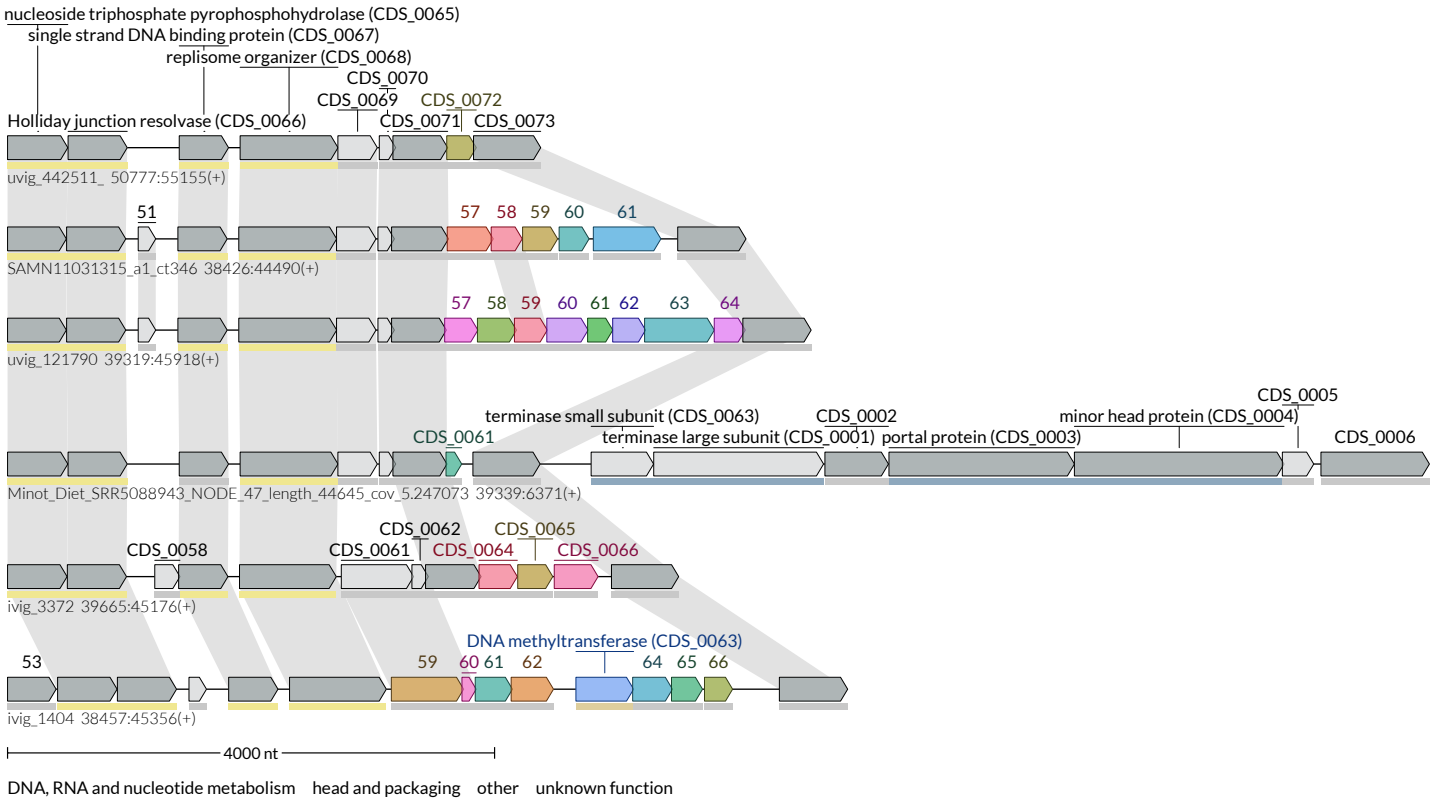 nucleoside triphosphate pyrophosphohydrolase (CDS_0065)
single strand DNA binding protein (CDS_0067)
replisome organizer (CDS_0068)
CDS_0070
CDS_0069 CDS_0072
Holliday junction resolvase (CDS_0066) CDS_0071 CDS_0073
uvig_442511_ 50777:55155(+)
51 57 58 59 60 61
SAMN11031315_a1_ct346 38426:44490(+)
57 58 59 60 61 62 63 64
uvig_121790 39319:45918(+)
CDS_0005
terminase small subunit (CDS_0063) CDS_0002 minor head protein (CDS_0004)
CDS_0061 terminase large subunit (CDS_0001) portal protein (CDS_0003) CDS_0006
Minot_Diet_SRR5088943_NODE_47_length_44645_cov_5.247073 39339:6371(+)
CDS_0062 CDS_0065
CDS_0058 CDS_0061 CDS_0064 CDS_0066
ivig_3372 39665:45176(+)
DNA methyltransferase (CDS_0063)
53 59 60 61 62 64 65 66
ivig_1404 38457:45356(+)
4000 nt
DNA, RNA and nucleotide metabolism head and packaging other unknown function